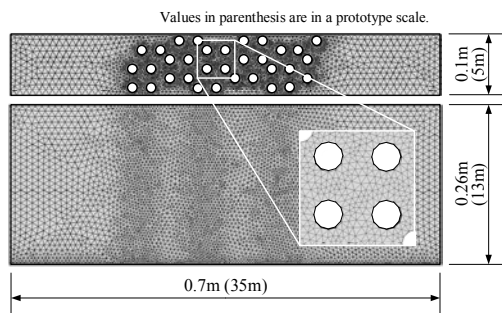 Values in parenthesis are in a prototype scale.
0.1m
(5m)
0.26m
(13m)
0.7m (35m)